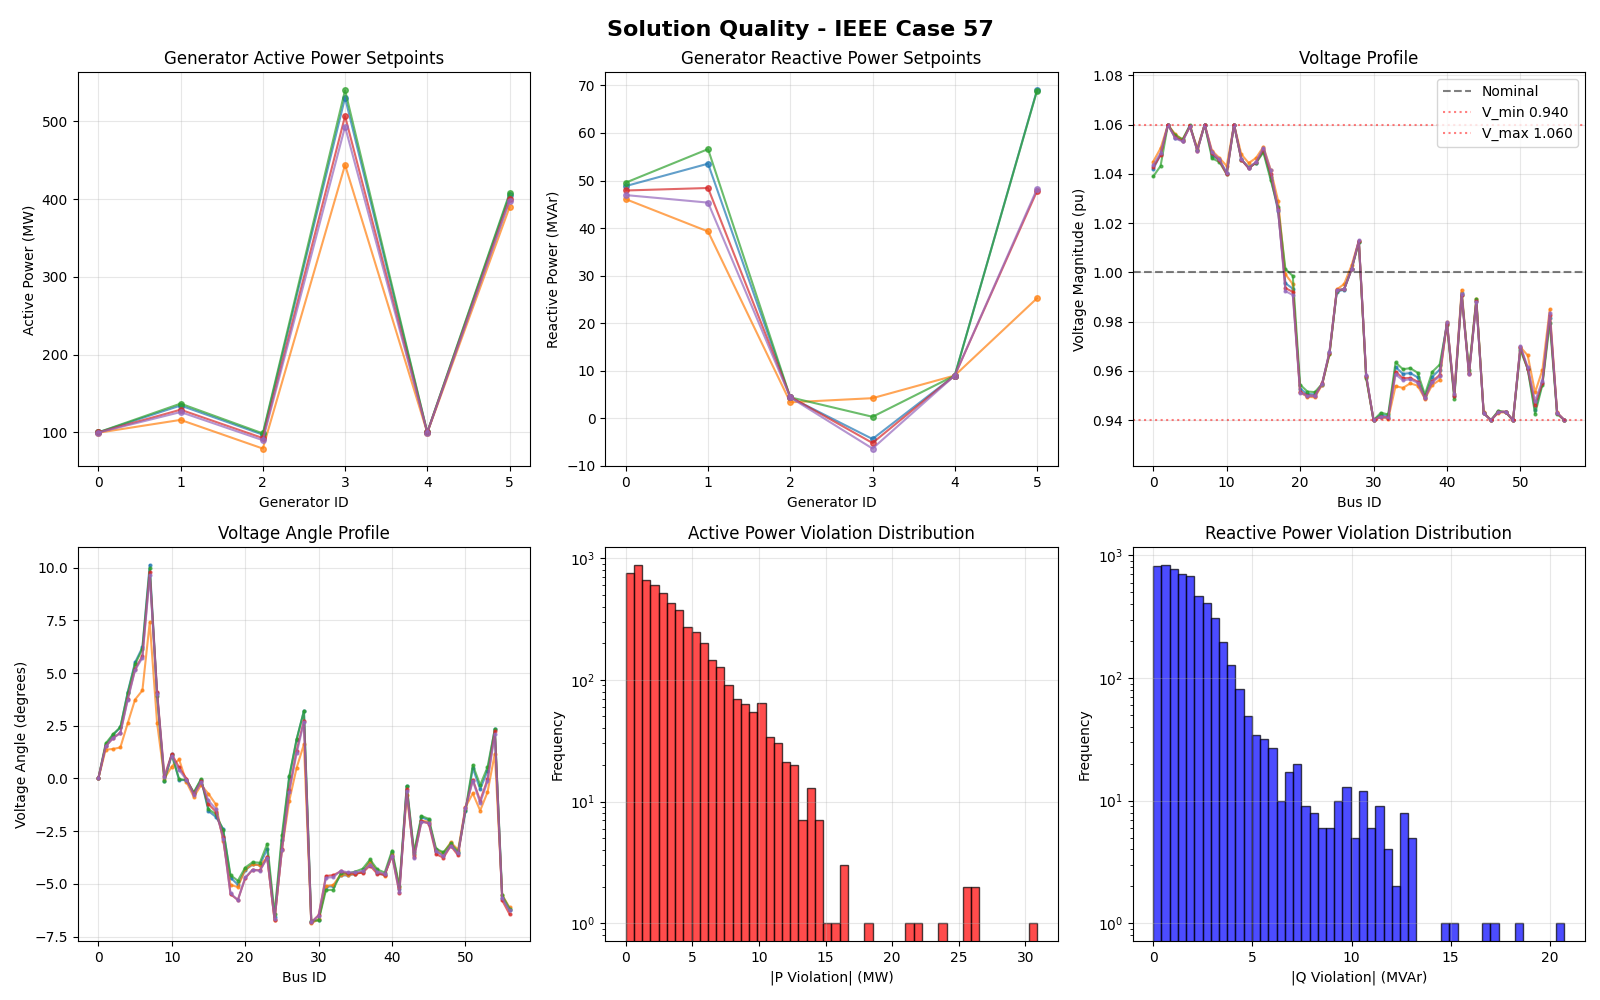 Solution Quality - IEEE Case 57
Generator Active Power Setpoints
Active Power (MW)
500
400
300
200
100
0 1 2 3 4 5
Generator ID
Generator Reactive Power Setpoints
Reactive Power (MVAr)
70
60
50
40
30
20
10
0
−10
0 1 2 3 4 5
Generator ID
Voltage Profile
Voltage Magnitude (pu)
1.08
1.06
1.04
1.02
1.00
0.98
0.96
0.94
Nominal
V_min 0.940
V_max 1.060
0 10 20 30 40 50
Bus ID
Voltage Angle Profile
Voltage Angle (degrees)
10.0
7.5
5.0
2.5
0.0
−2.5
−5.0
−7.5
0 10 20 30 40 50
Bus ID
Active Power Violation Distribution
Frequency
10³
10²
10¹
10⁰
0 5 10 15 20 25 30
|P Violation| (MW)
Reactive Power Violation Distribution
Frequency
10³
10²
10¹
10⁰
0 5 10 15 20
|Q Violation| (MVAr)